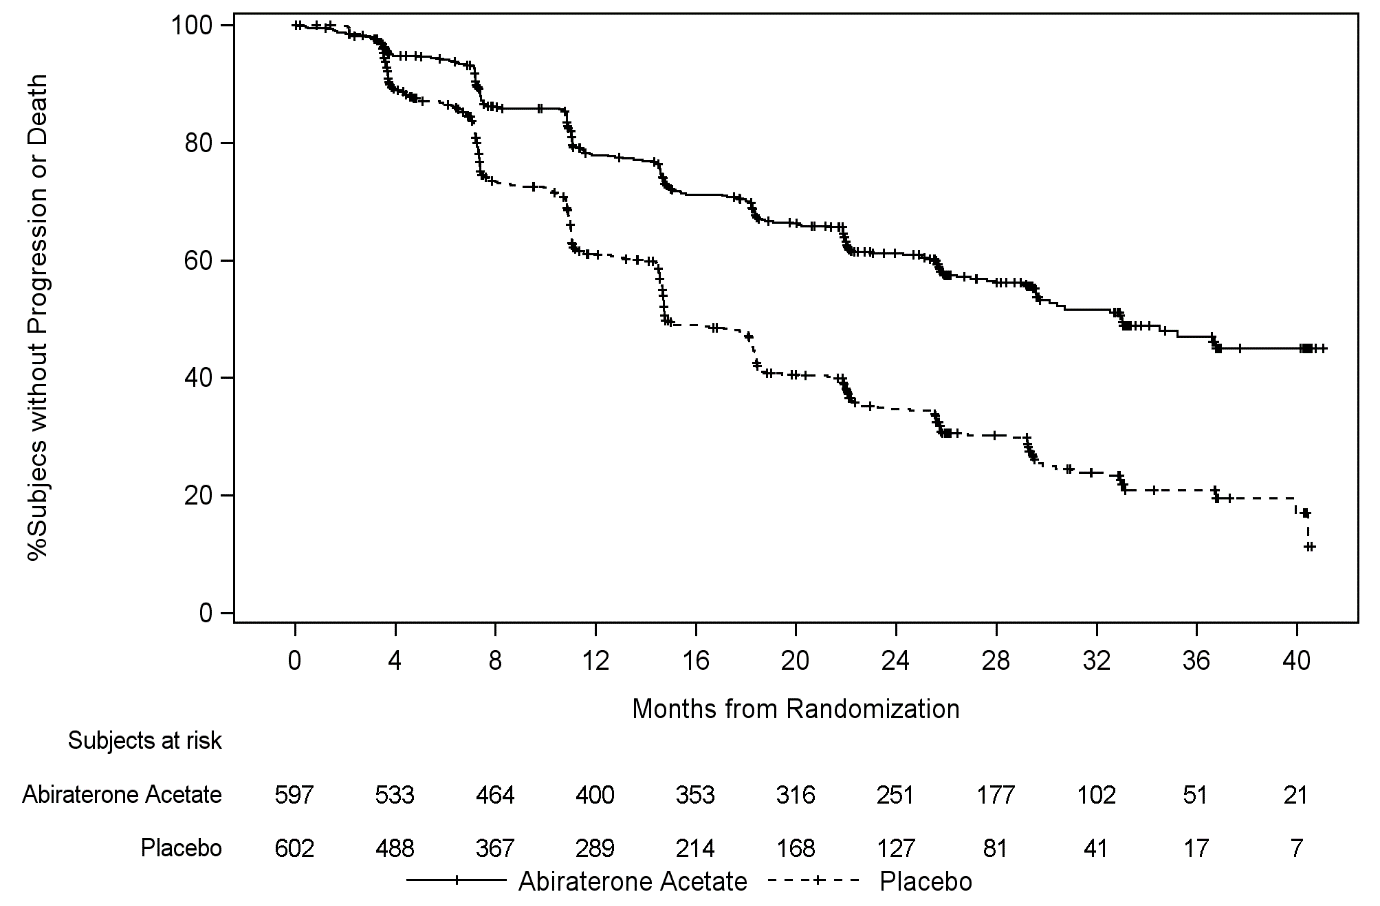 %Subjecs without Progression or Death
100
80
60
40
20
0
0 4 8 12 16 20 24 28 32 36 40
Months from Randomization
Subjects at risk
Abiraterone Acetate 597 533 464 400 353 316 251 177 102 51 21
Placebo 602 488 367 289 214 168 127 81 41 17 7
Abiraterone Acetate Placebo